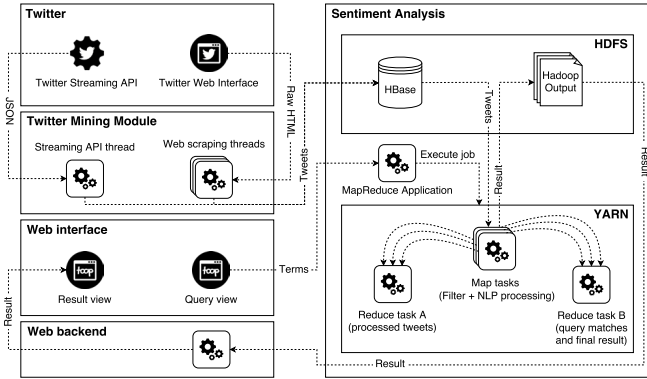 Twitter
Twitter Streaming API
Twitter Web Interface
JSON
Raw HTML
Twitter Mining Module
Streaming API thread
Web scraping threads
Tweets
Web interface
Result view
Query view
Terms
Result
Web backend
Sentiment Analysis
HDFS
HBase
Hadoop
Output
Tweets
Result
Result
Execute job
MapReduce Application
YARN
Map tasks
(Filter + NLP processing)
Reduce task A
(processed tweets)
Reduce task B
(query matches
and final result)
Result